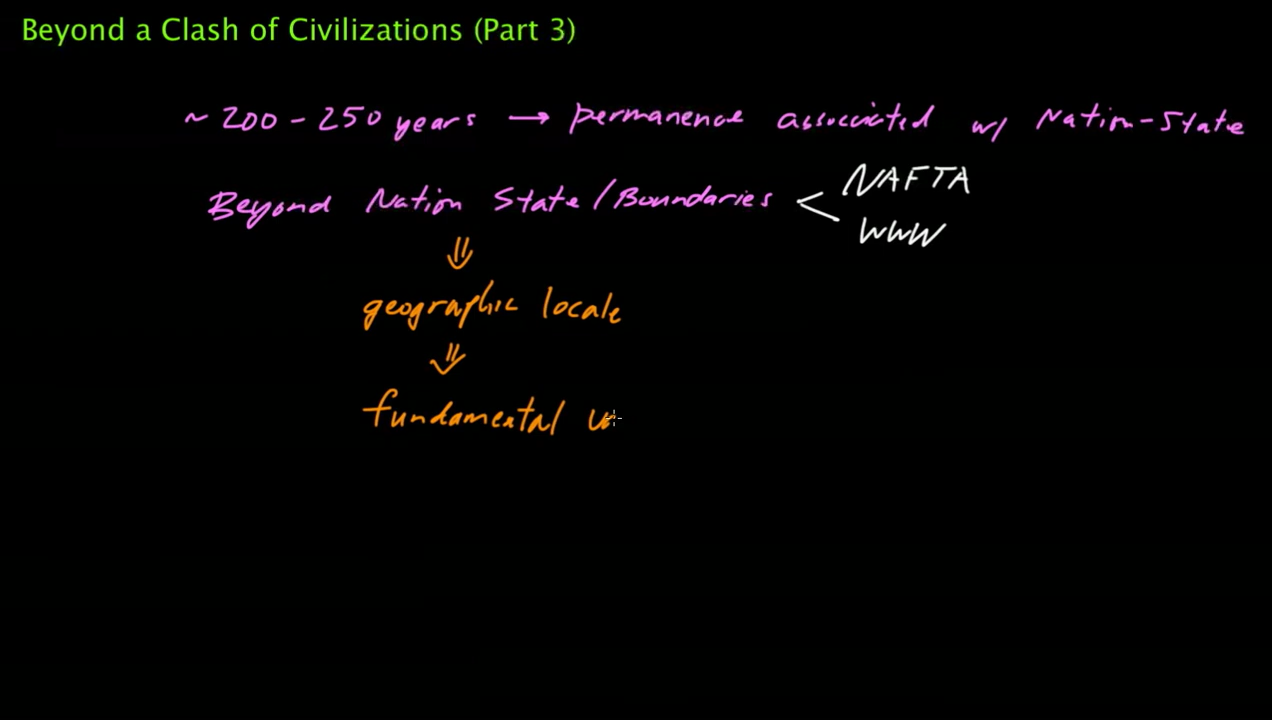 Beyond a Clash of Civilizations (Part 3)
~ 200 - 250 years → permanence associated w/ Nation-State
Beyond Nation State / Boundaries < NAFTA
WWW
⇓
geographic locale
⇓
fundamental